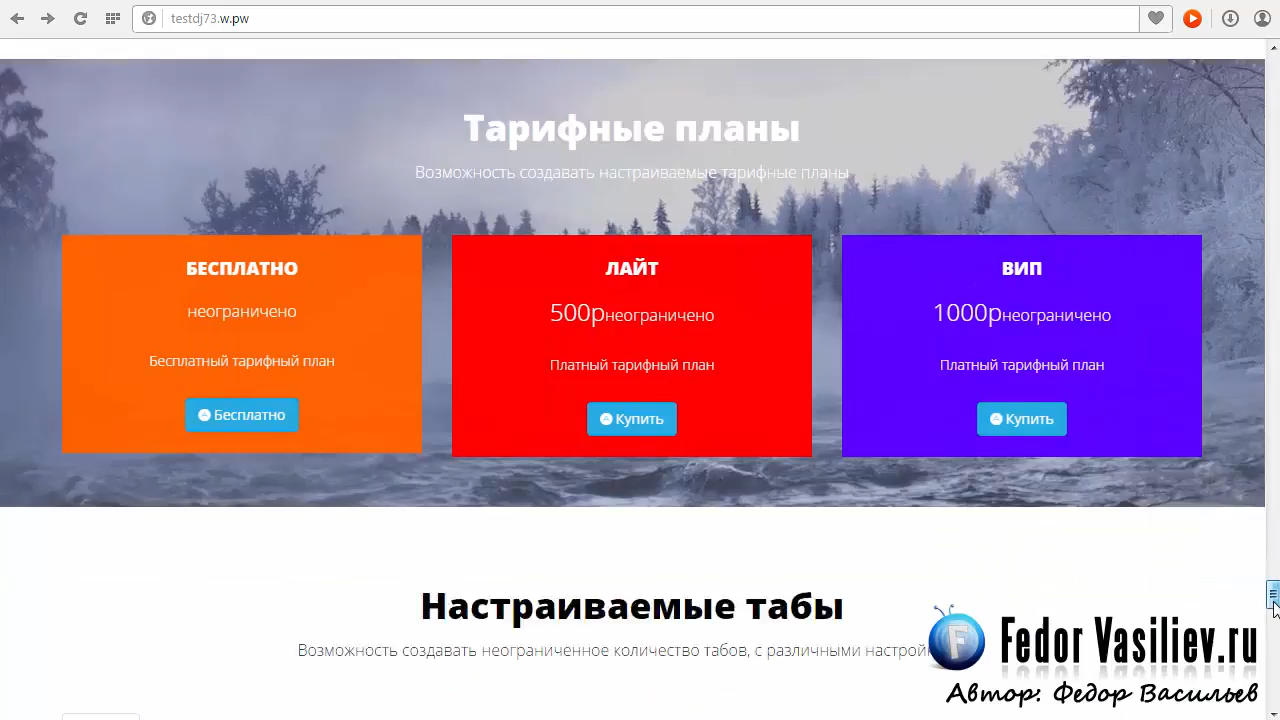 testdj73.w.pw
Тарифные планы
Возможность создавать настраиваемые тарифные планы
БЕСПЛАТНО
неограничено
Бесплатный тарифный план
Бесплатно
ЛАЙТ
500рнеограничено
Платный тарифный план
Купить
ВИП
1000рнеограничено
Платный тарифный план
Купить
Настраиваемые табы
Возможность создавать неограниченное количество табов, с различными
F Fedor Vasiliev.ru
Автор: Федор Васильев